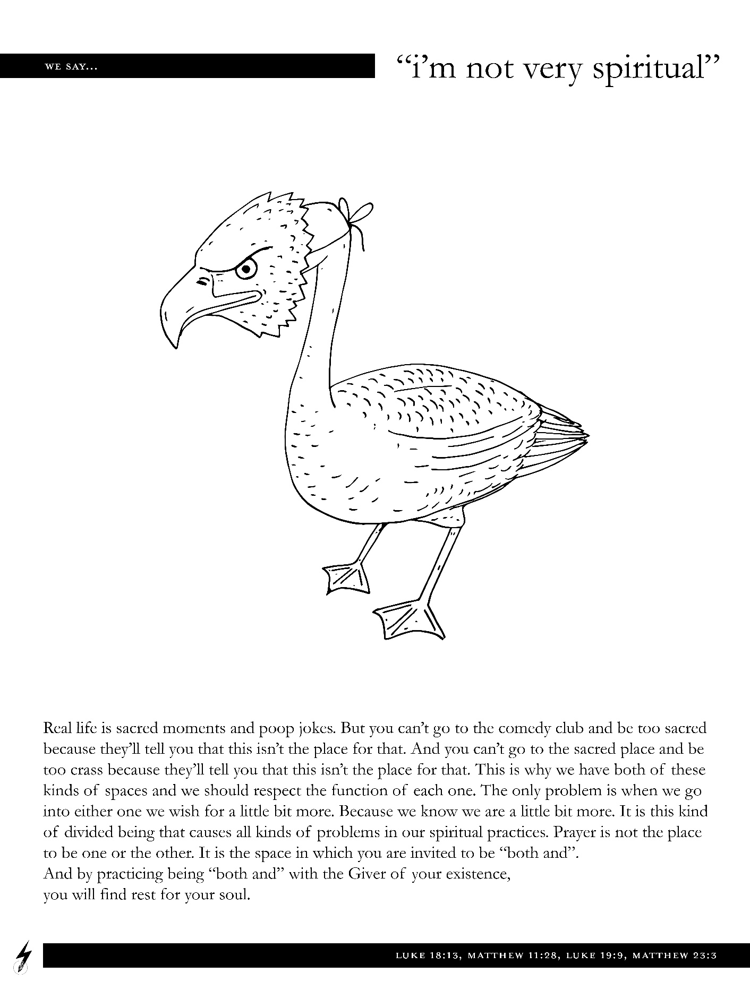 WE SAY...
“i’m not very spiritual”
Real life is sacred moments and poop jokes. But you can’t go to the comedy club and be too sacred
because they’ll tell you that this isn’t the place for that. And you can’t go to the sacred place and be
too crass because they’ll tell you that this isn’t the place for that. This is why we have both of these
kinds of spaces and we should respect the function of each one. The only problem is when we go
into either one we wish for a little bit more. Because we know we are a little bit more. It is this kind
of divided being that causes all kinds of problems in our spiritual practices. Prayer is not the place
to be one or the other. It is the space in which you are invited to be “both and”.
And by practicing being “both and” with the Giver of your existence,
you will find rest for your soul.
LUKE 18:13, MATTHEW 11:28, LUKE 19:9, MATTHEW 23:3